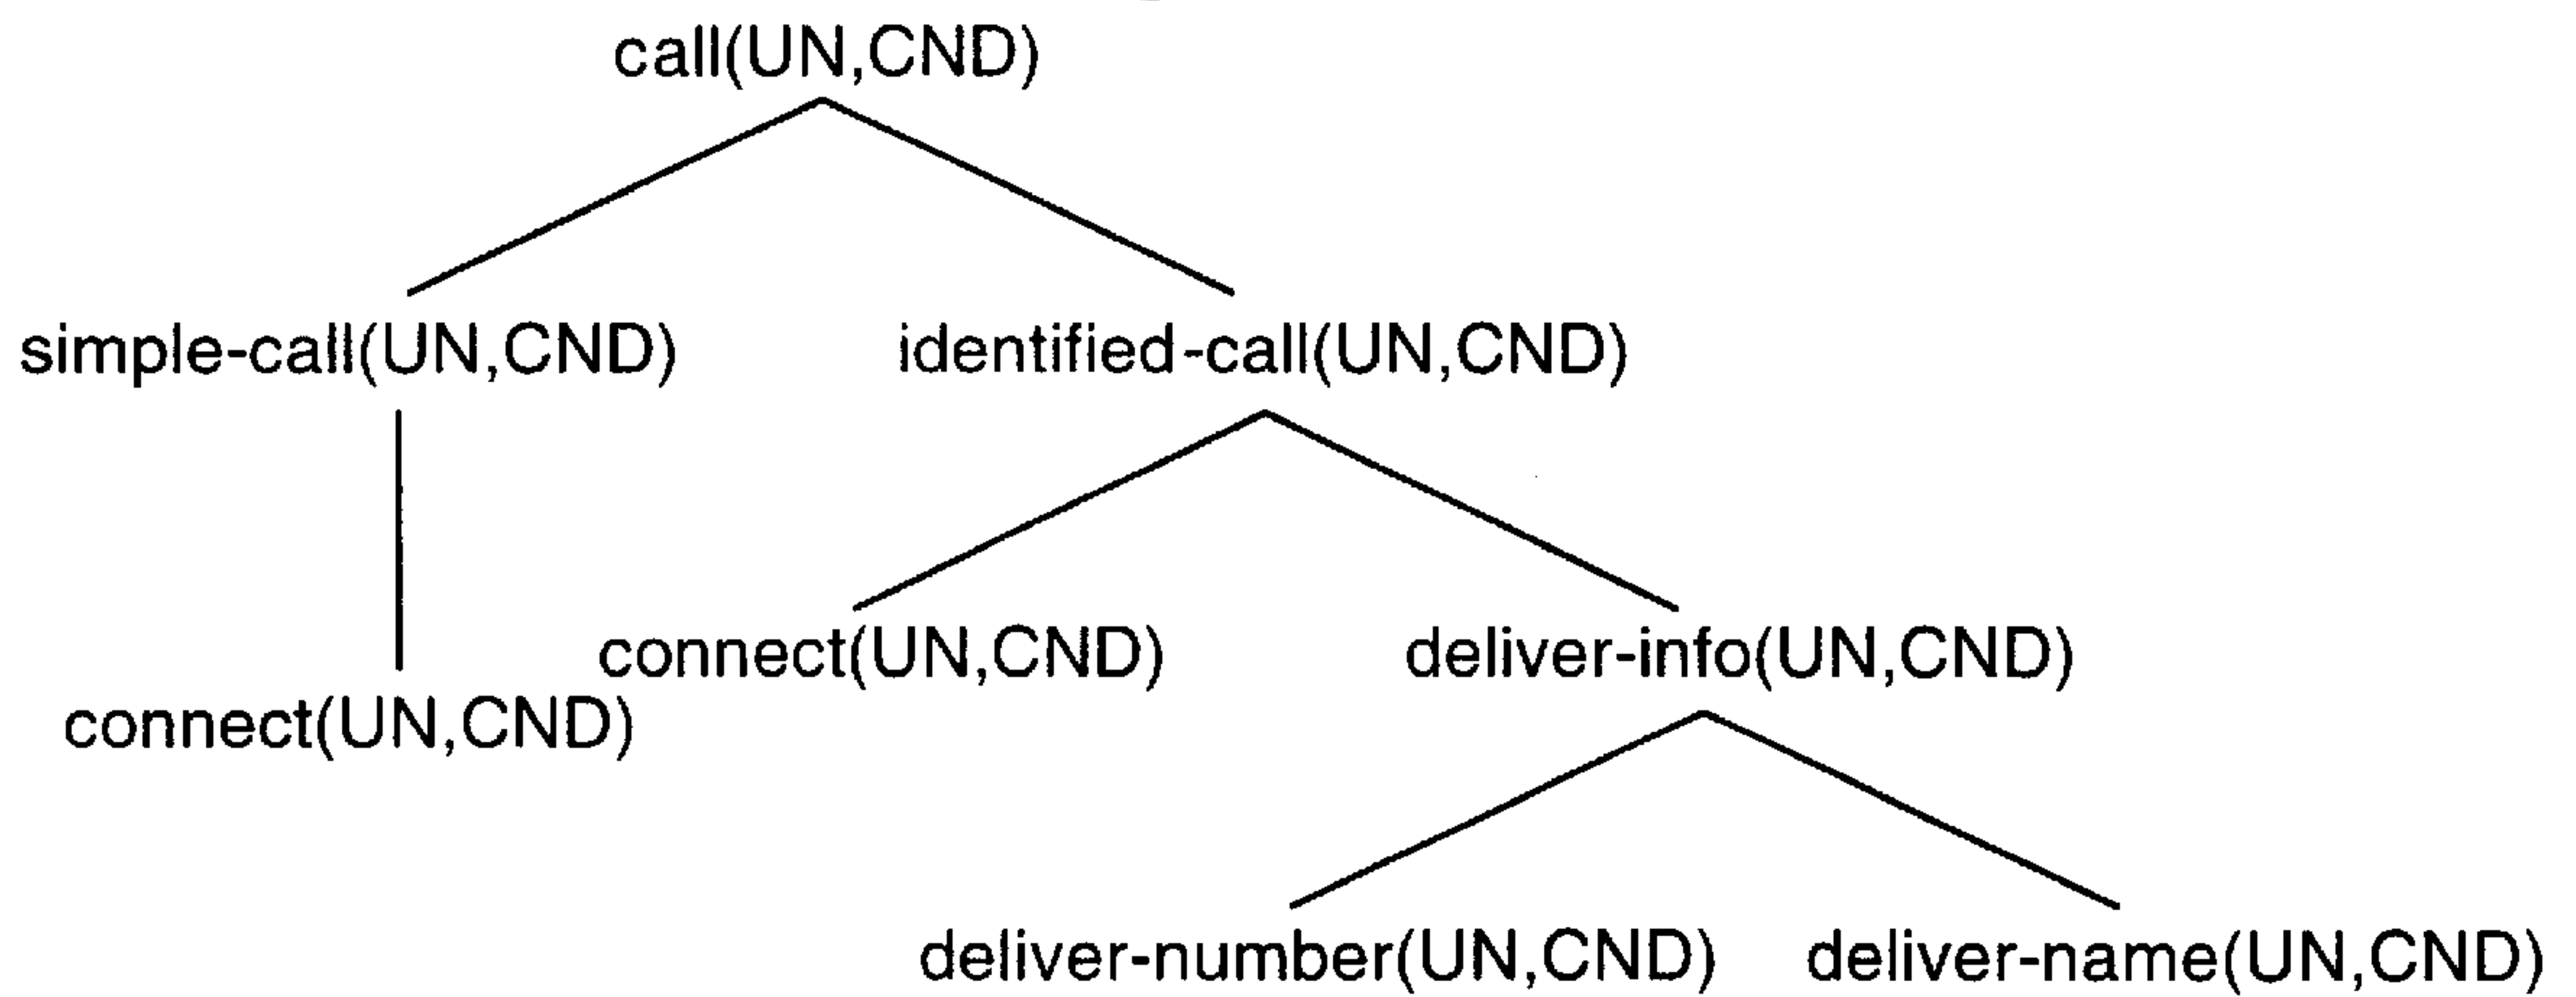 call(UN,CND)
simple-call(UN,CND)
identified-call(UN,CND)
connect(UN,CND)
deliver-info(UN,CND)
connect(UN,CND)
deliver-number(UN,CND)
deliver-name(UN,CND)